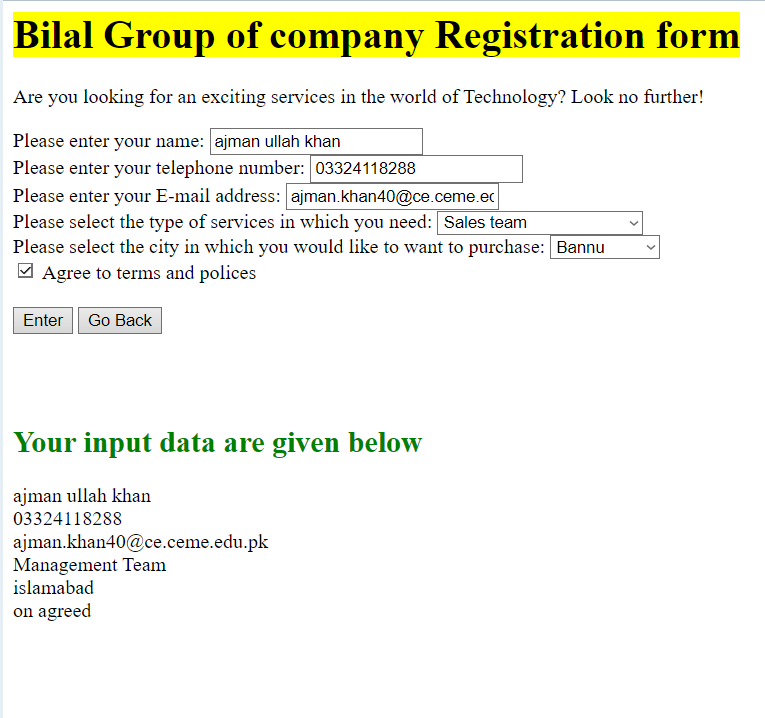 Bilal Group of company Registration form
Are you looking for an exciting services in the world of Technology? Look no further!
Please enter your name: ajman ullah khan
Please enter your telephone number: 03324118288
Please enter your E-mail address: ajman.khan40@ce.ceme.ec
Please select the type of services in which you need: Sales team
Please select the city in which you would like to want to purchase: Bannu
Agree to terms and polices
Enter Go Back
Your input data are given below
ajman ullah khan
03324118288
ajman.khan40@ce.ceme.edu.pk
Management Team
islamabad
on agreed